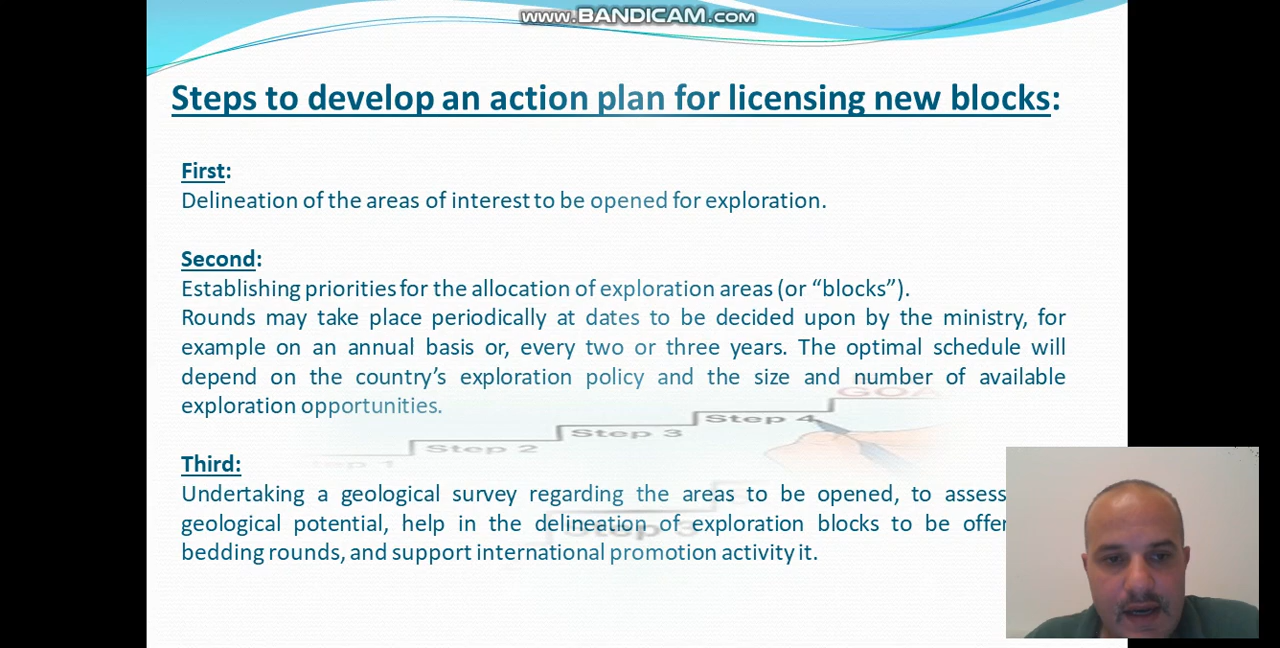 www.BANDICAM.com
Steps to develop an action plan for licensing new blocks:
First:
Delineation of the areas of interest to be opened for exploration.
Second:
Establishing priorities for the allocation of exploration areas (or “blocks”).
Rounds may take place periodically at dates to be decided upon by the ministry, for
example on an annual basis or, every two or three years. The optimal schedule will
depend on the country’s exploration policy and the size and number of available
exploration opportunities.
GOA
Step 4
Step 3
Step 2
Third:
Undertaking a geological survey regarding the areas to be opened, to assess
geological potential, help in the delineation of exploration blocks to be offer
bedding rounds, and support international promotion activity it.